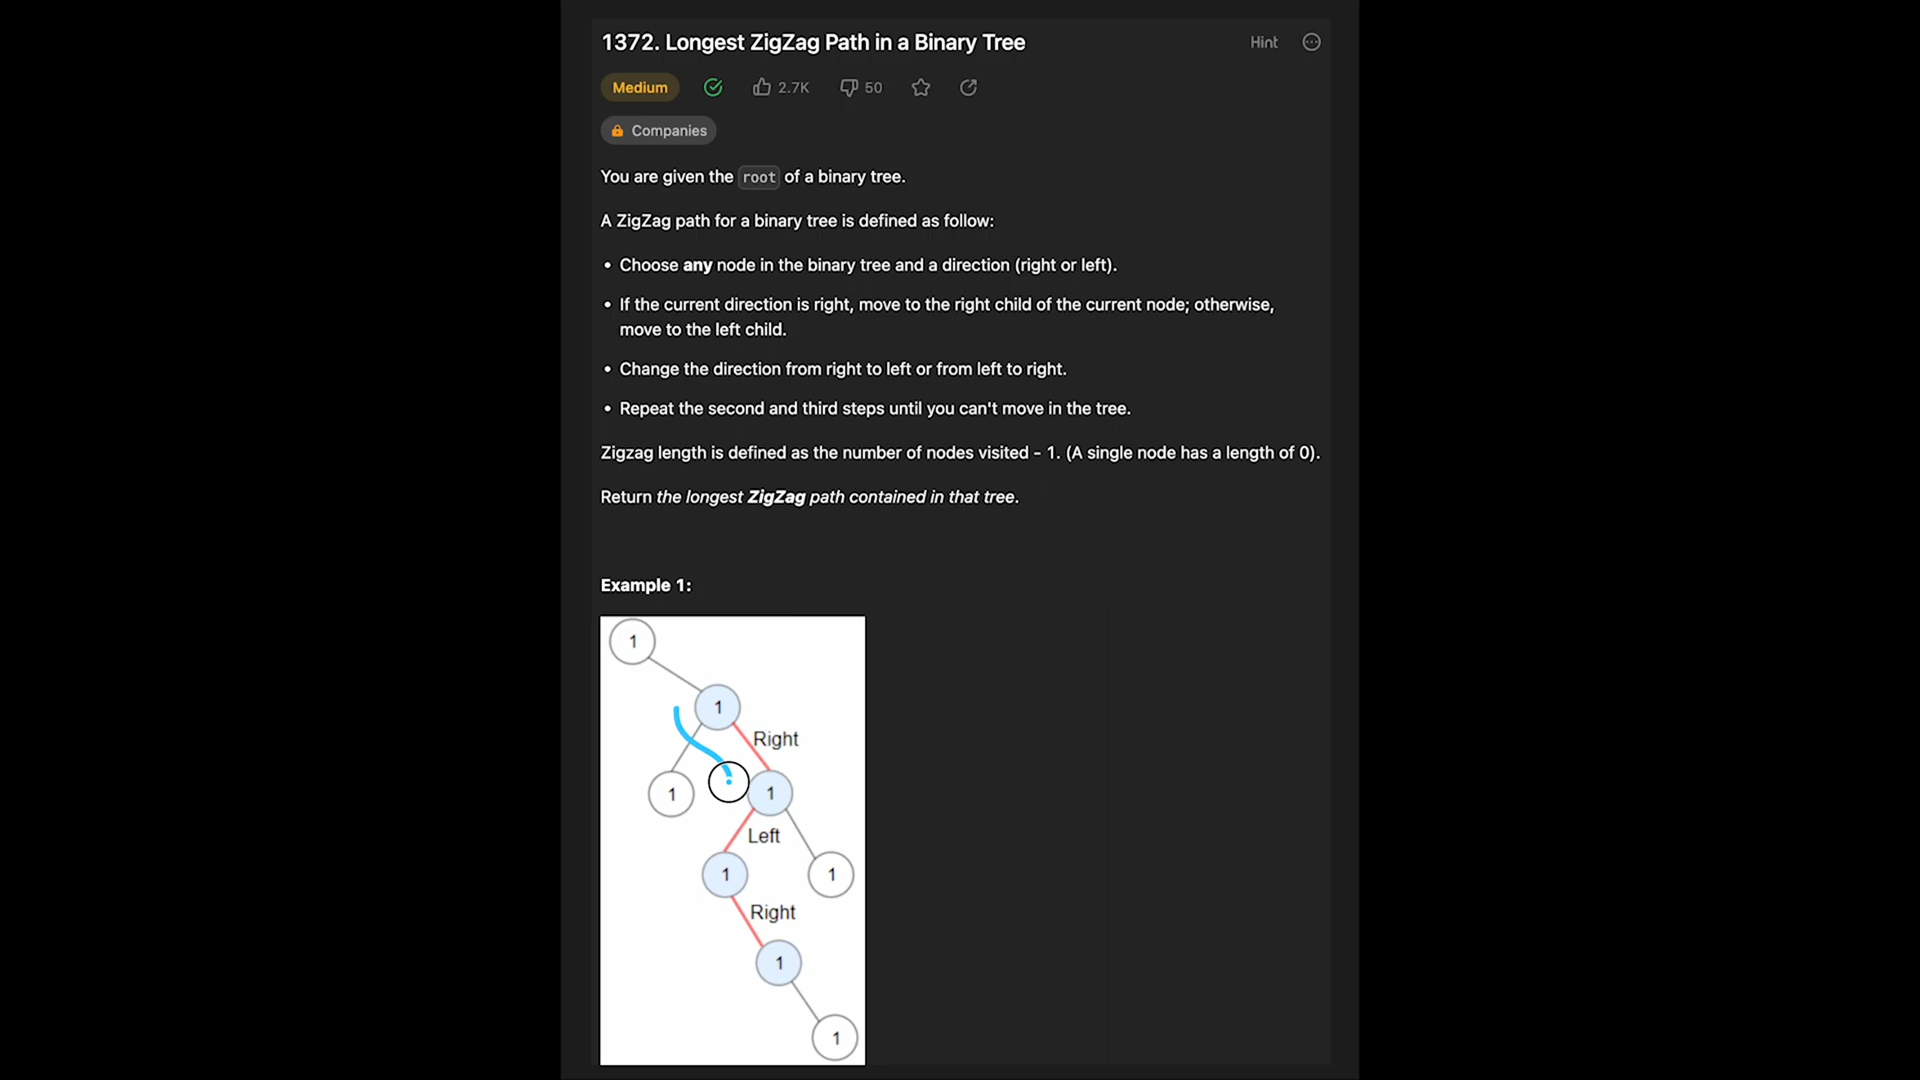 1372. Longest ZigZag Path in a Binary Tree
Hint
Medium 2.7K 50
Companies
You are given the root of a binary tree.
A ZigZag path for a binary tree is defined as follow:
• Choose any node in the binary tree and a direction (right or left).
• If the current direction is right, move to the right child of the current node; otherwise,
move to the left child.
• Change the direction from right to left or from left to right.
• Repeat the second and third steps until you can't move in the tree.
Zigzag length is defined as the number of nodes visited - 1. (A single node has a length of 0).
Return the longest ZigZag path contained in that tree.
Example 1:
1
1
Right
1
1
Left
1
1
Right
1
1